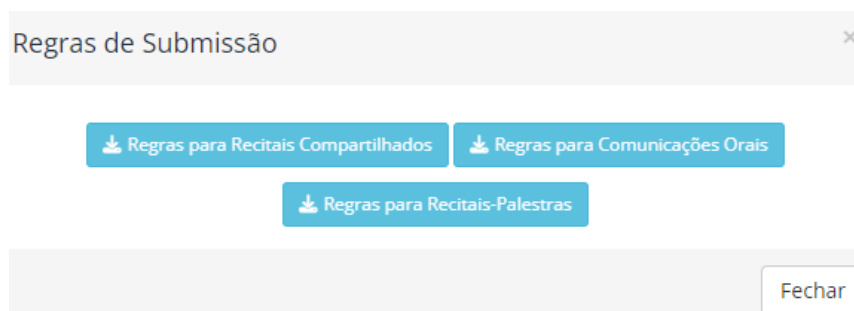 Regras de Submissão
×
Regras para Recitais Compartilhados
Regras para Comunicações Orais
Regras para Recitais-Palestras
Fechar